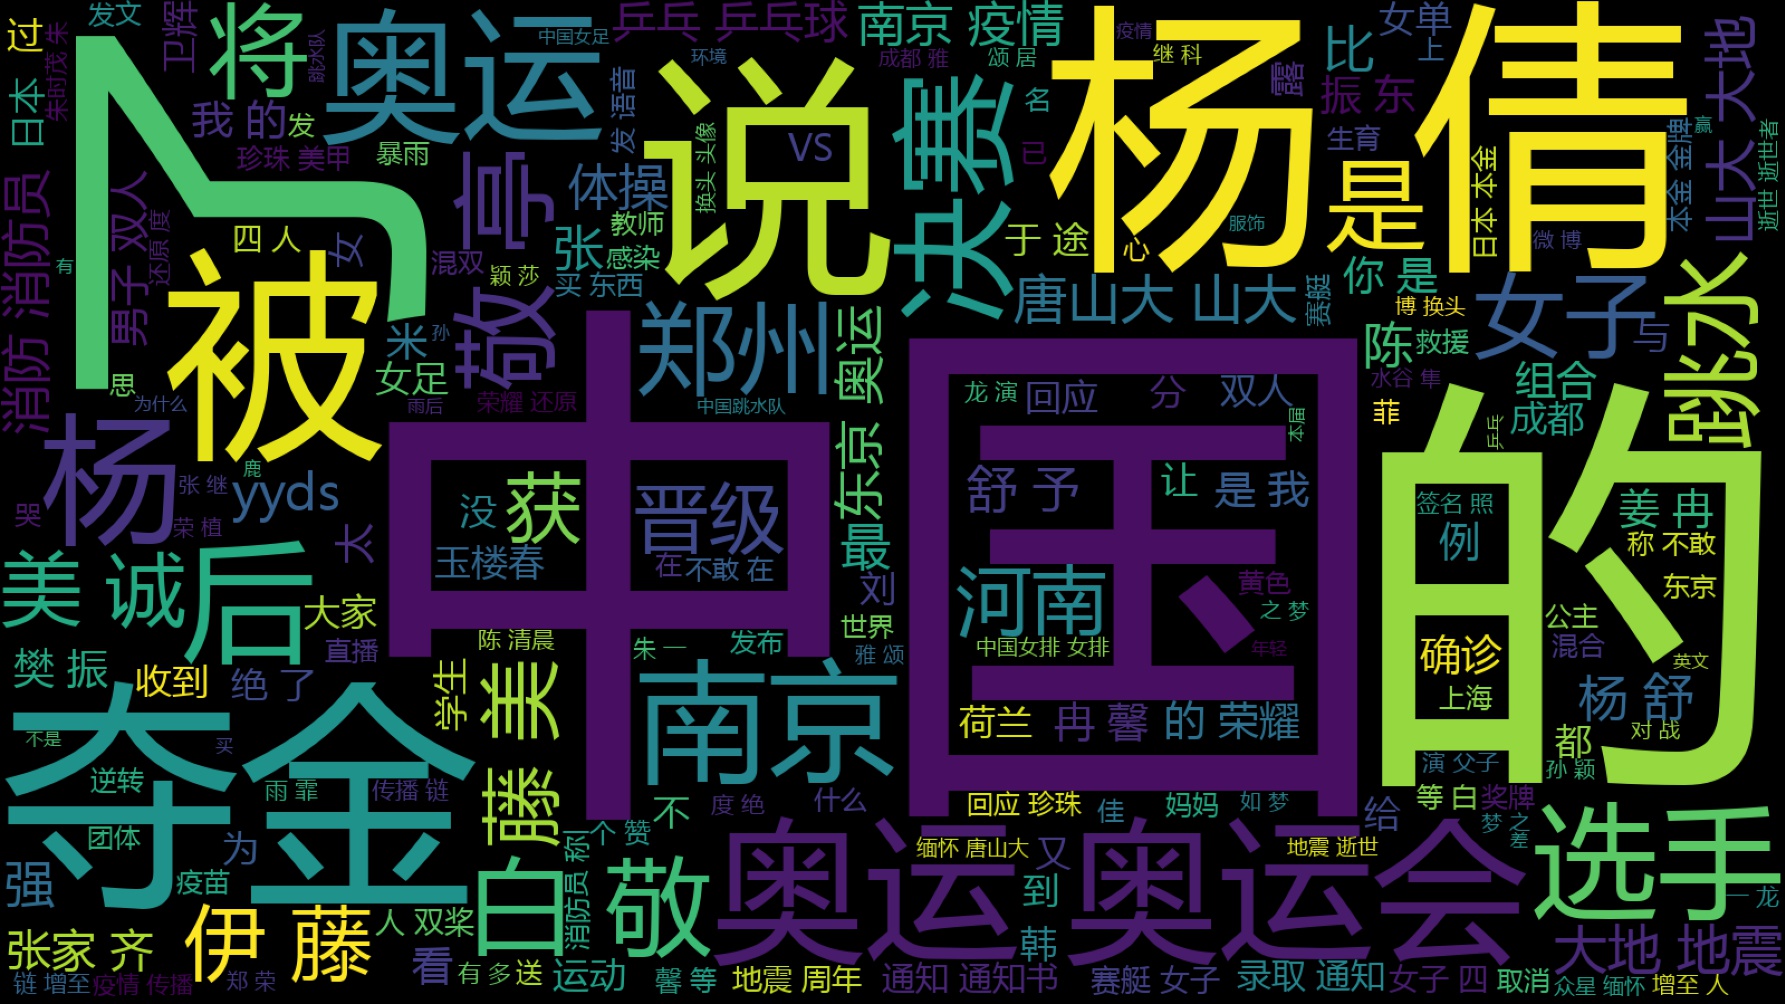 过
发文
卫辉
将
奥运
中国女足
乒乓 乒乓球
南京 疫情
疫情
杨倩
继 科
比
女单
上
大地
山大
朱时茂 朱
跳水队
环境
成都 雅
颂 居
日本
我 的
发
发 语音
说
VS
决赛
名
露
振 东
金牌
赢
珍珠 美甲
暴雨
亭
体操
换头 头像
已
生育
是
日本 本金
本金
逝世 逝世者
消防 消防员
男子 双人
还原 度
有
四 人
女
被
混双
颖 莎
张
教师
感染
买 东西
于 途
心
服饰
微 博
你 是
唐山大 山大
赛艇
博 换头
女子
与
跳水
米
孙
敬
郑州
奥运
陈
救援
思
为什么
女足
雨后
荣耀 还原
中国跳水队
中国
龙 演
回应
分
双人
本届
水谷 隼
菲
组合
成都
乒乓
的
杨
鹿
张 继
yyds
哭
荣 植
太
没
获
晋级
东京
舒 予
让
是 我
签名 照
姜 冉
例
称 不敢
玉楼春
在
不敢 在
最
刘
河南
黄色
之 梦
东京
美 诚
后
大家
陈 清晨
朱 一
发布
世界
雅 颂
中国女排 女排
年轻
确诊
公主
混合
英文
樊 振
收到
绝 了
直播
学生
美
南京
荷兰
冉 馨
的 荣耀
上海
杨 舒
夺金
不是
买
都
对 战
逆转
雨 霏
传播 链
藤
不
度 绝
什么
回应 珍珠
佳
妈妈
如 梦
给
演 父子
孙 颖
等 白
奖牌
团体
为
称
个 赞
奥运 奥运会
缅怀 唐山大
又
地震 逝世
梦 之
差
选手
强
疫苗
白
消防员
敬
到
一 龙
张家 齐
伊 藤
人 双桨
看
韩
大地 地震
链 增至
疫情 传播
郑 荣
有 多
送
运动
馨 等
地震 周年
通知 通知书
赛艇 女子
录取 通知
女子 四
取消
众星 缅怀
增至 人